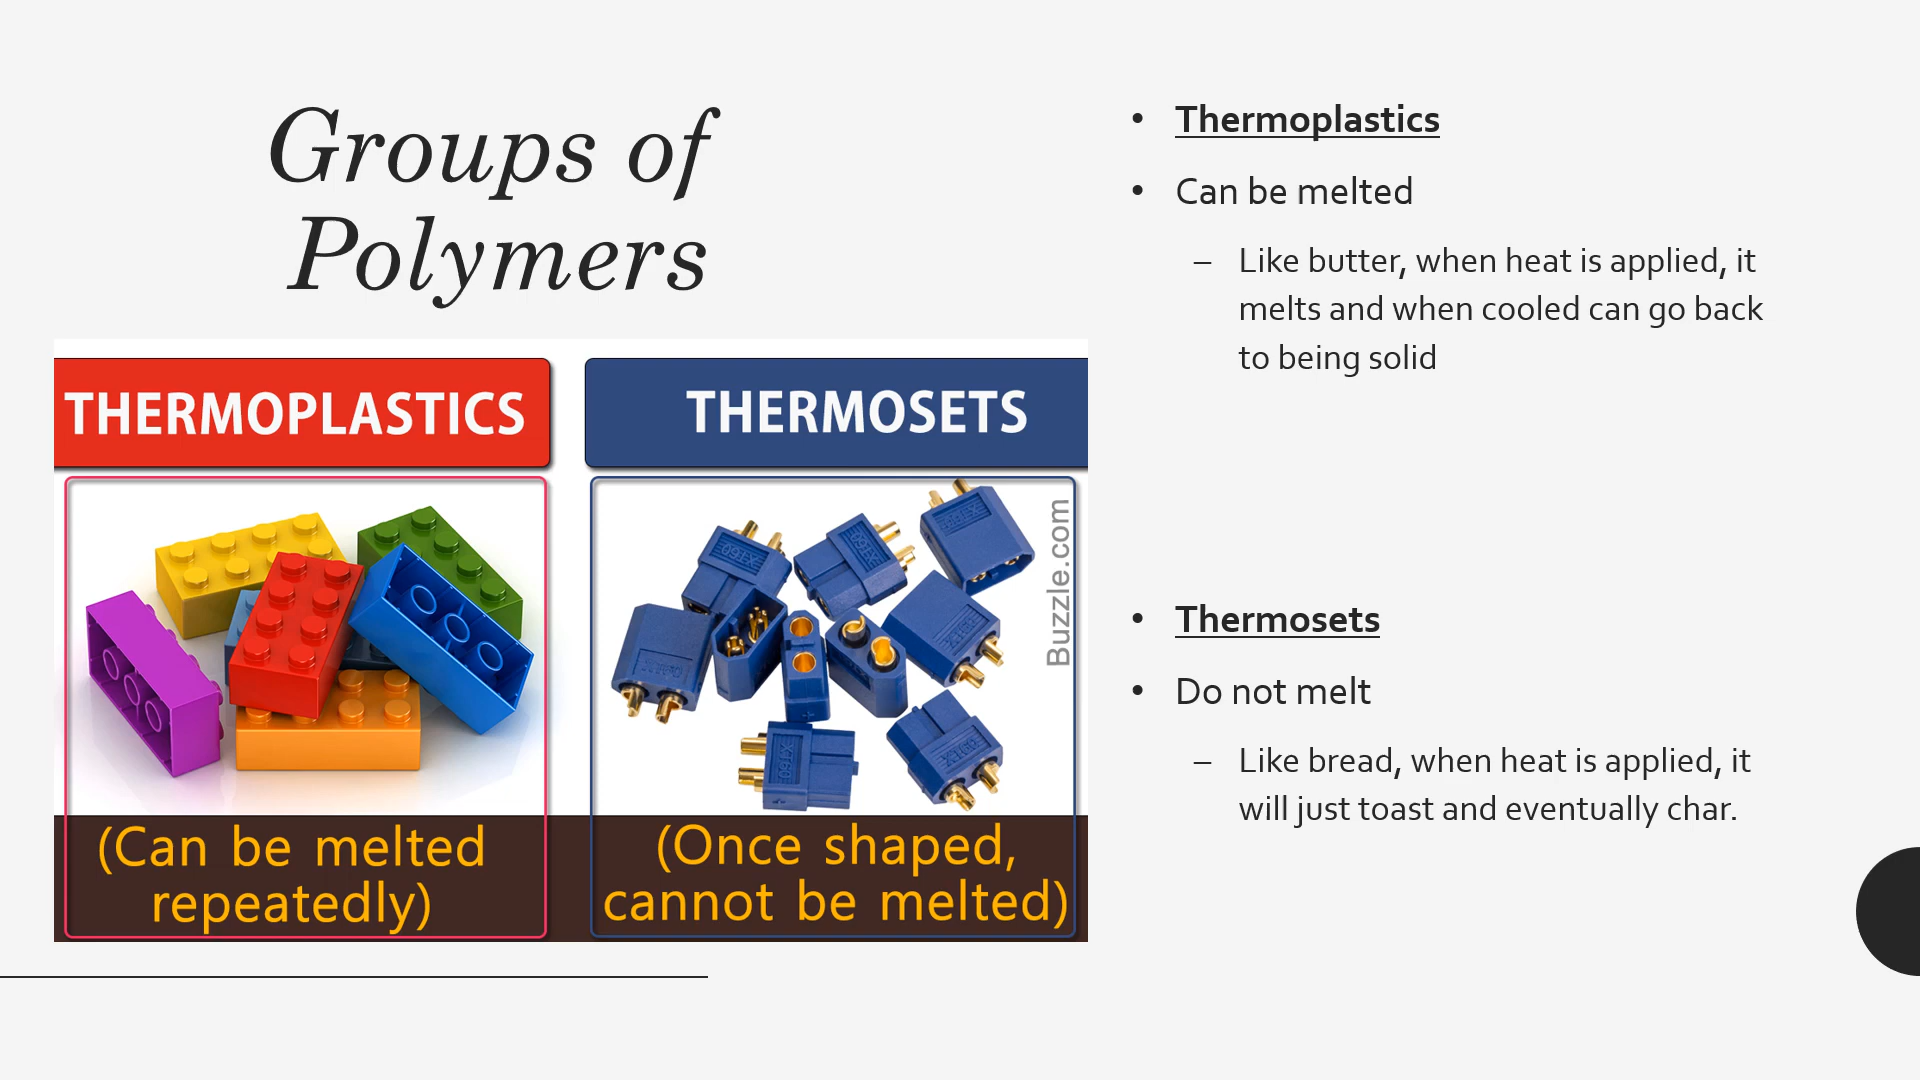 Groups of
Polymers
THERMOPLASTICS
THERMOSETS
Buzzle.com
(Can be melted
repeatedly)
(Once shaped,
cannot be melted)
• Thermoplastics
• Can be melted
– Like butter, when heat is applied, it
melts and when cooled can go back
to being solid
• Thermosets
• Do not melt
– Like bread, when heat is applied, it
will just toast and eventually char.